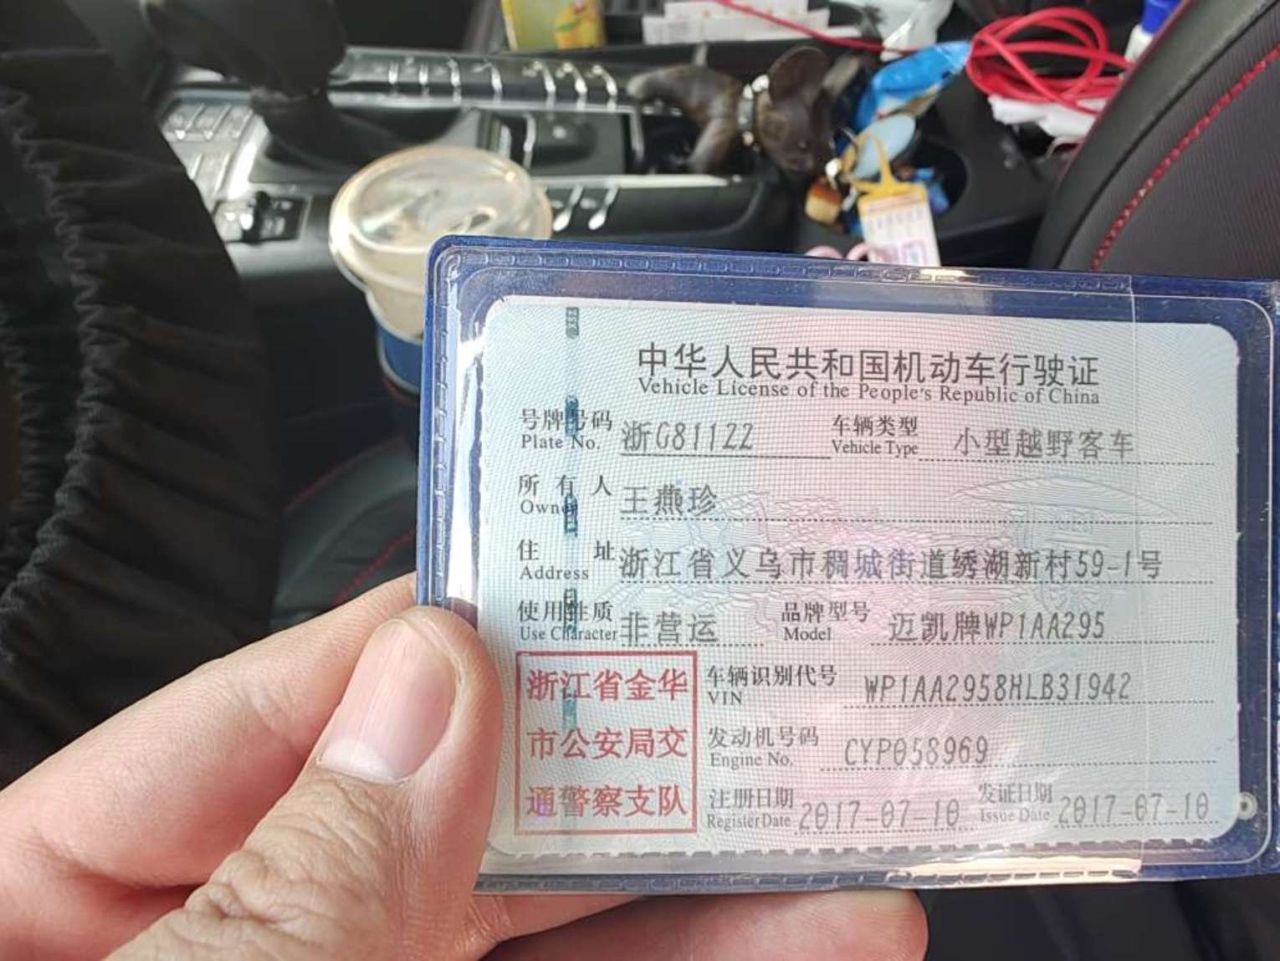 中华人民共和国机动车行驶证
Vehicle License of the People's Republic of China
号牌号码 浙G81122 车辆类型 小型越野客车
Plate No. Vehicle Type
所有人 王燕珍
Owner
住址 浙江省义乌市稠城街道绣湖新村59-1号
Address
使用性质 非营运 品牌型号 迈凯牌WP1AA295
Use Character Model
浙江省金华
市公安局交
通警察支队
车辆识别代号 WP1AA2958HLB31942
VIN
发动机号码 CYP058969
Engine No.
注册日期 2017-07-10 发证日期 2017-07-10
Register Date Issue Date